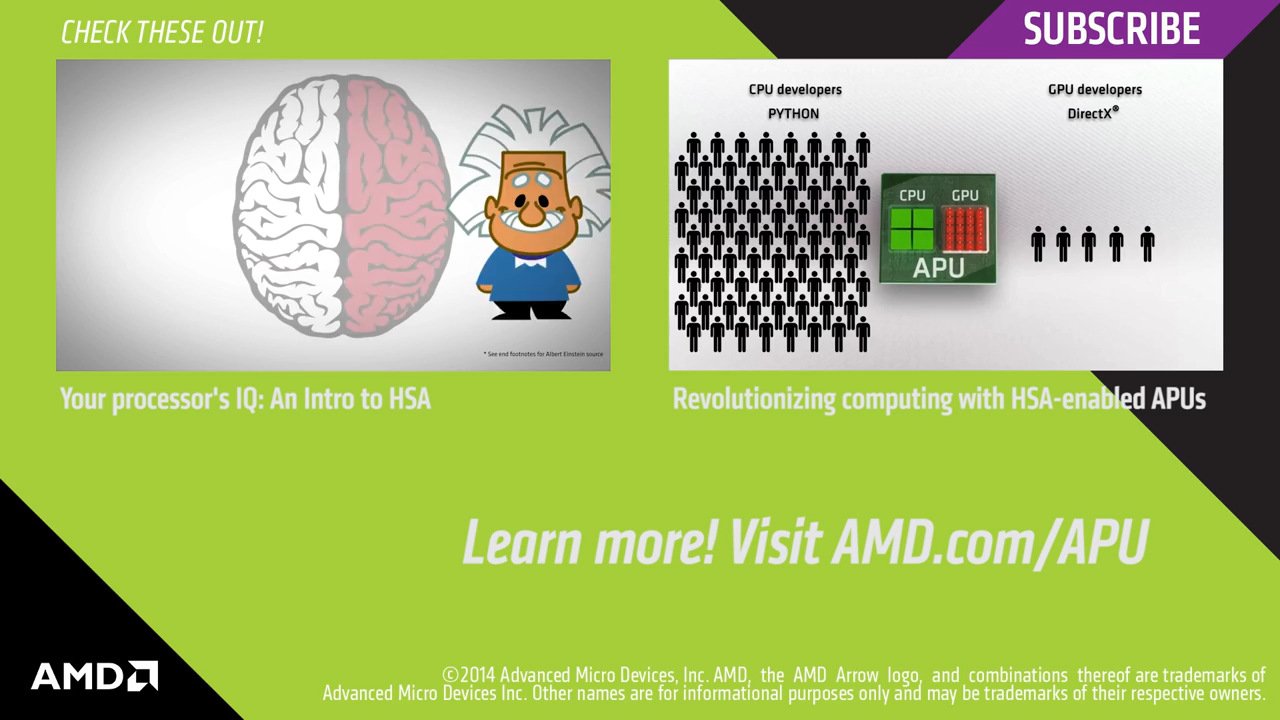 CHECK THESE OUT!
SUBSCRIBE
CPU developers
PYTHON
GPU developers
DirectX®
CPU GPU
APU
* See end footnotes for Albert Einstein source
Your processor's IQ: An Intro to HSA
Revolutionizing computing with HSA-enabled APUs
Learn more! Visit AMD.com/APU
AMD
©2014 Advanced Micro Devices, Inc. AMD, the AMD Arrow logo, and combinations thereof are trademarks of
Advanced Micro Devices Inc. Other names are for informational purposes only and may be trademarks of their respective owners.